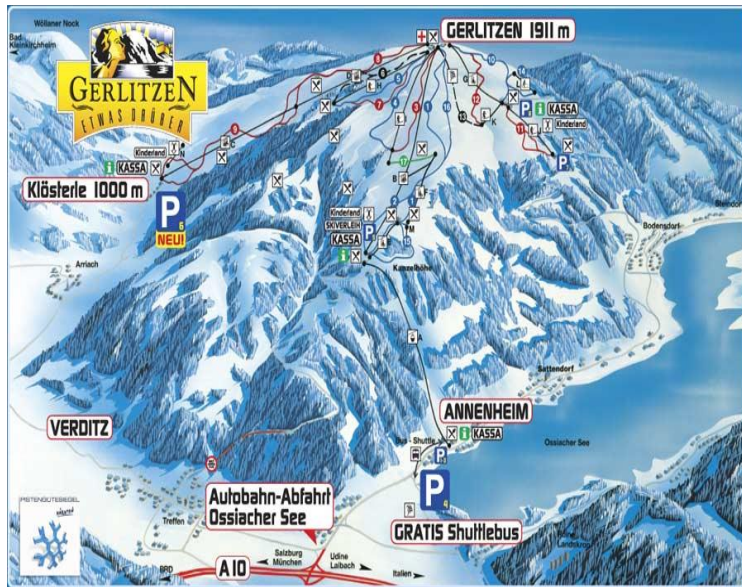 Wöllaner Nock
Bad
Kleinkirchheim
GERLITZEN
ETWAS DRÜBER
GERLITZEN 1911 m
Kinderland
i KASSA
Klösterle 1000 m
P
NEU!
Arriach
P i KASSA
Kinderland
P
Kinderland
SKIVERLEIH
KASSA
P
i
Kanzelhöhe
Bodensdorf
Sattendorf
Ossiacher See
ANNENHEIM
i KASSA
Bus - Shuttle
P
P
GRATIS Shuttlebus
VERDITZ
Autobahn-Abfahrt
Ossiacher See
PISTENGÜTESIEGEL
Treffen
Landskron
BRD
A10
Salzburg
München
Udine
Laibach
Italien